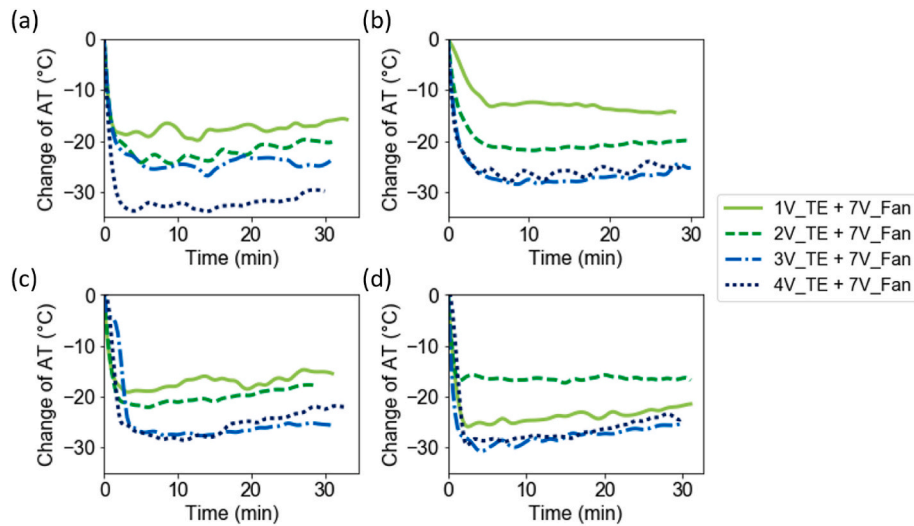 (a)
0
−10
−20
−30
Change of AT (°C)
0 10 20 30
Time (min)
(b)
0
−10
−20
−30
Change of AT (°C)
0 10 20 30
Time (min)
1V_TE + 7V_Fan
2V_TE + 7V_Fan
3V_TE + 7V_Fan
4V_TE + 7V_Fan
(c)
0
−10
−20
−30
Change of AT (°C)
0 10 20 30
Time (min)
(d)
0
−10
−20
−30
Change of AT (°C)
0 10 20 30
Time (min)